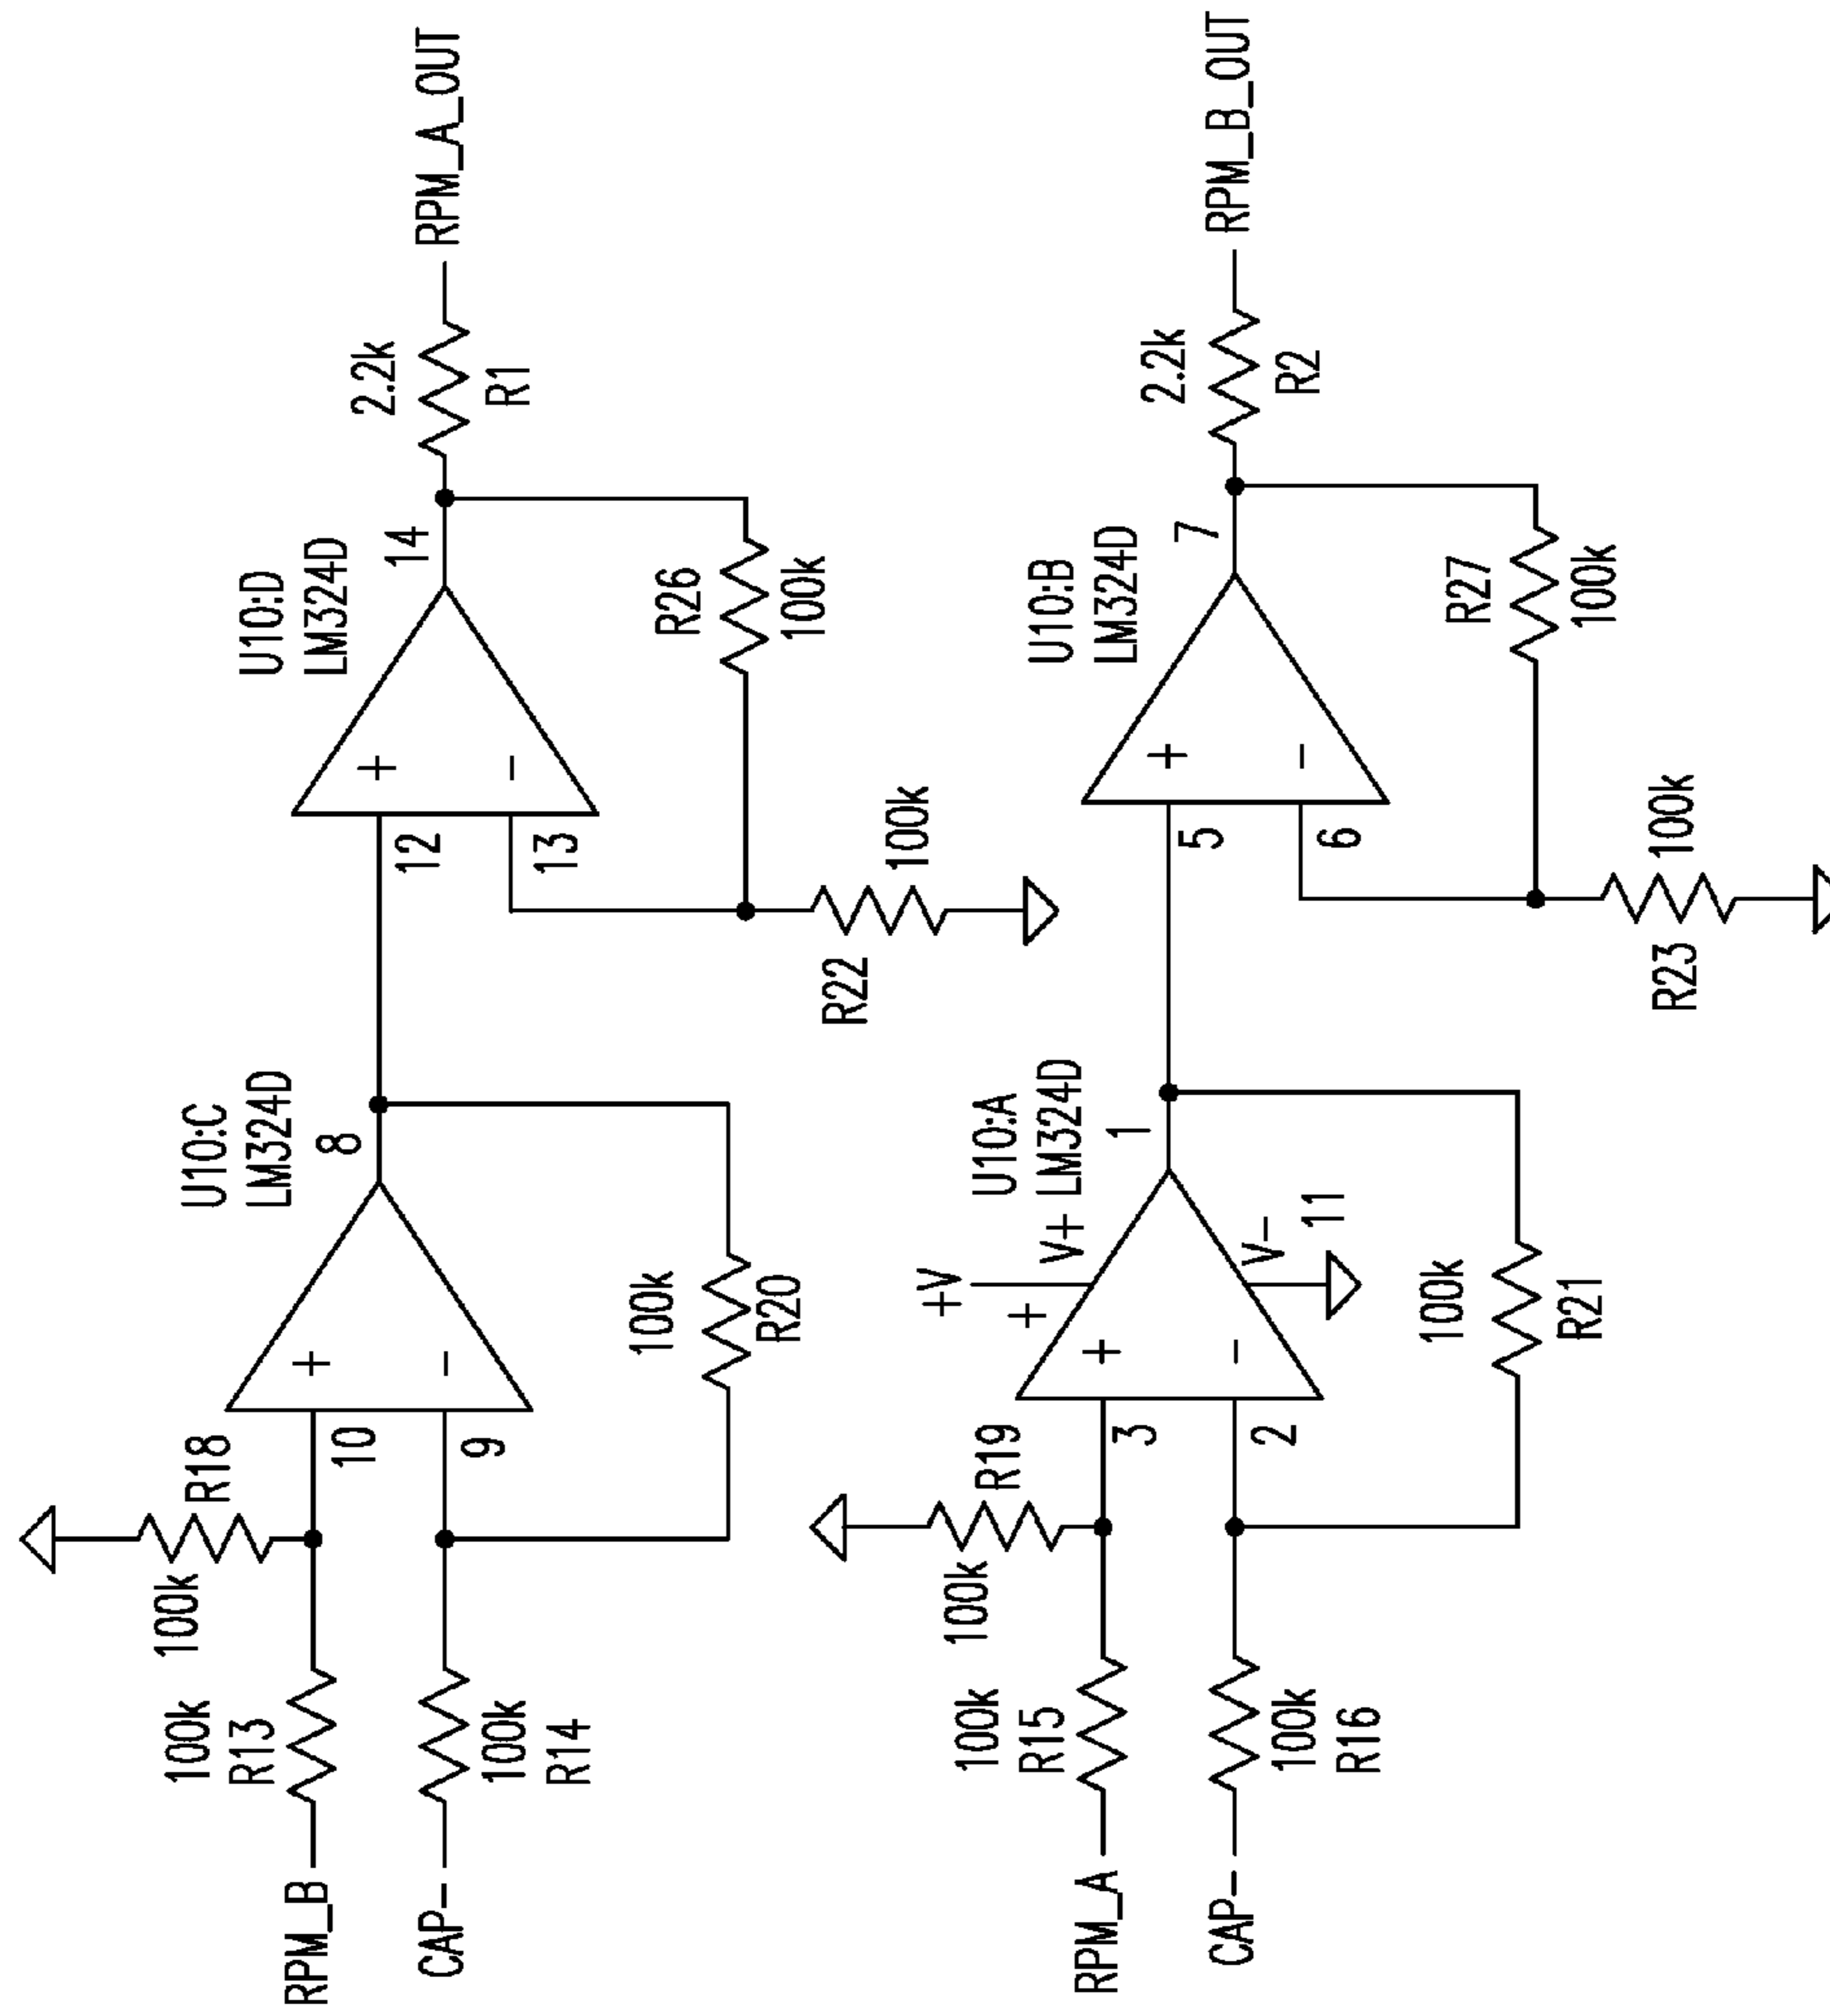 RPM_B
CAP-
100k
R13
100k
R14
100k
R18
10
9
+
-
U10:C
LM324D
8
100k
R20
12
13
+
-
U10:D
LM324D
14
R22
100k
R26
100k
2.2k
R1
RPM_A_OUT
RPM_A
CAP-
100k
R15
100k
R16
100k
R19
3
2
+
-
+V
+
V+
V-
11
U10:A
LM324D
1
100k
R21
5
6
+
-
U10:B
LM324D
7
R23
100k
R27
100k
2.2k
R2
RPM_B_OUT